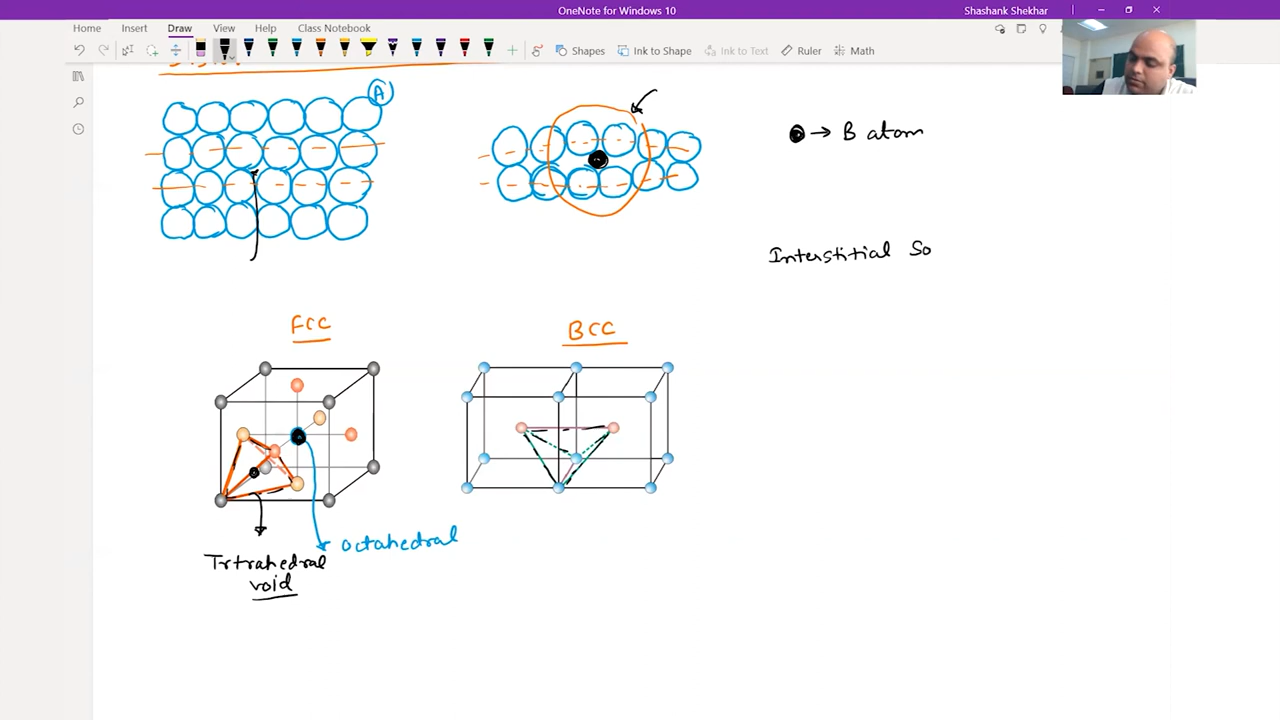 OneNote for Windows 10
Shashank Shekhar
Home Insert Draw View Help Class Notebook
Shapes Ink to Shape Ink to Text Ruler Math
A
B atom
Interstitial So
FCC
BCC
octahedral
Trtrahedral
void